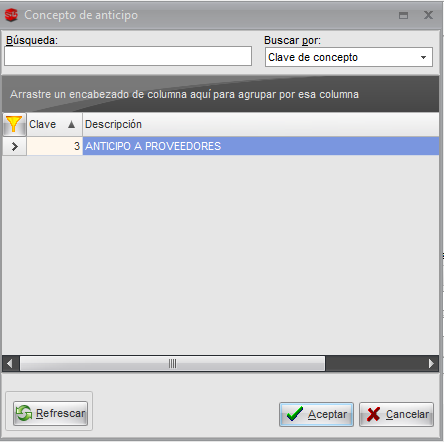 Concepto de anticipo
Búsqueda:
Buscar por:
Clave de concepto
Arrastre un encabezado de columna aquí para agrupar por esa columna
Clave Descripción
3 ANTICIPO A PROVEEDORES
Refrescar
Aceptar
Cancelar